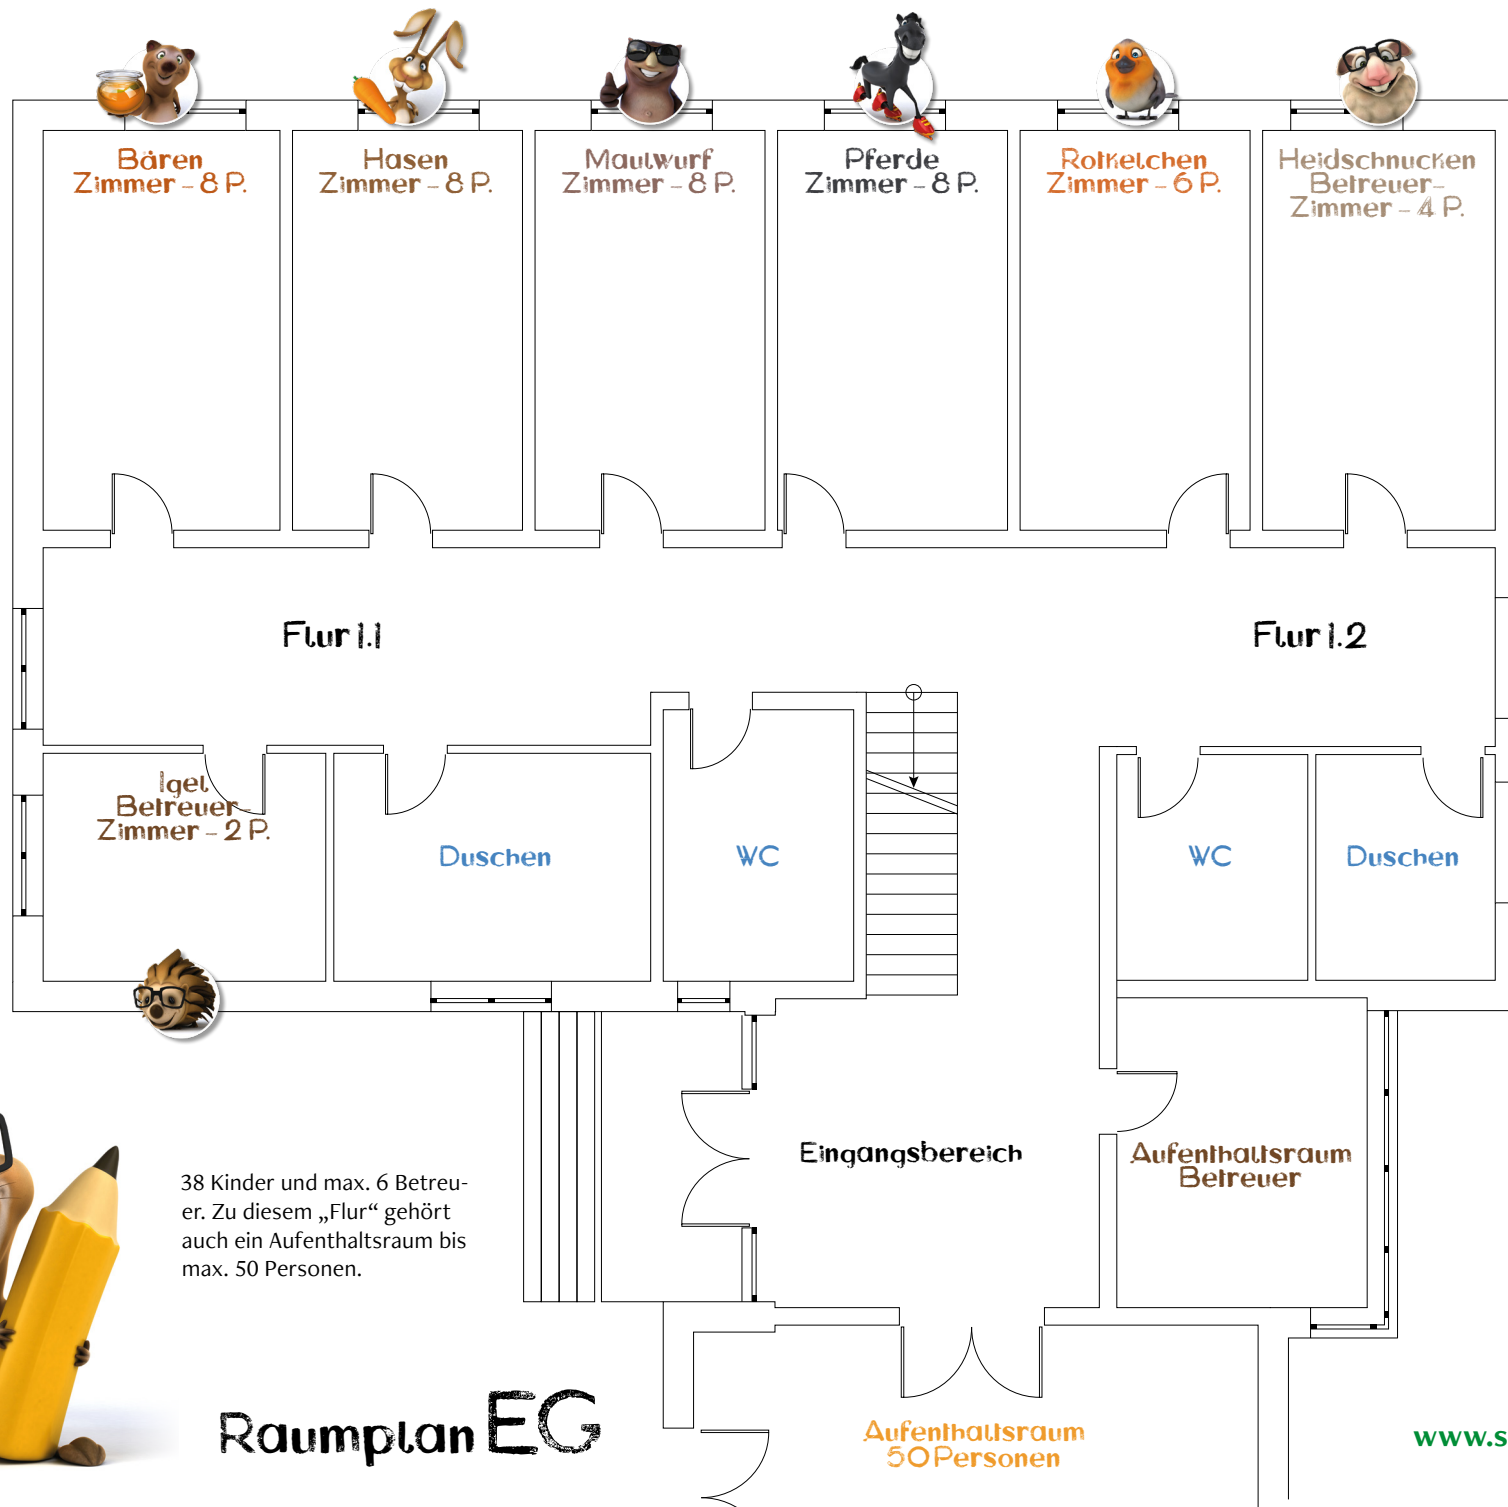 Bären
Zimmer – 8 P.
Hasen
Zimmer – 8 P.
Maulwurf
Zimmer – 8 P.
Pferde
Zimmer – 8 P.
Rotkelchen
Zimmer – 6 P.
Heidschnucken
Betreuer-
Zimmer – 4 P.
Flur 1.1
Flur 1.2
Igel
Betreuer-
Zimmer – 2 P.
Duschen
WC
WC
Duschen
Eingangsbereich
Aufenthaltsraum
Betreuer
38 Kinder und max. 6 Betreu-
er. Zu diesem „Flur“ gehört
auch ein Aufenthaltsraum bis
max. 50 Personen.
Raumplan EG
Aufenthaltsraum
50 Personen
www.s